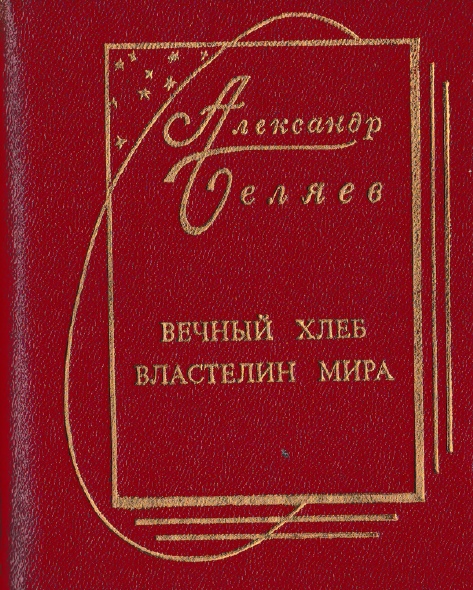 Александр
Беляев
ВЕЧНЫЙ ХЛЕБ
ВЛАСТЕЛИН МИРА